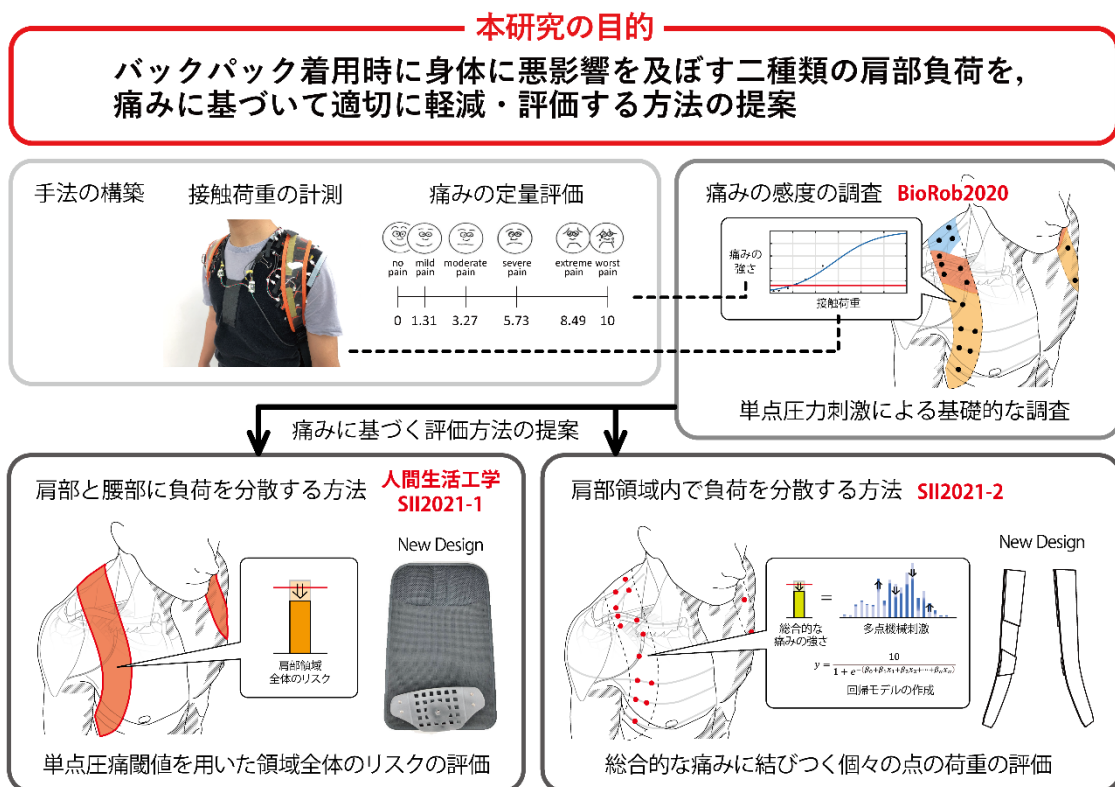 本研究の目的
バックパック着用時に身体に悪影響を及ぼす二種類の肩部負荷を,
痛みに基づいて適切に軽減・評価する方法の提案
手法の構築
接触荷重の計測
痛みの定量評価
no pain
mild pain
moderate pain
severe pain
extreme pain
worst pain
0 1.31 3.27 5.73 8.49 10
痛みの感度の調査 BioRob2020
痛みの
強さ
接触荷重
単点圧力刺激による基礎的な調査
痛みに基づく評価方法の提案
肩部と腰部に負荷を分散する方法
人間生活工学
SII2021-1
New Design
肩部領域
全体のリスク
単点圧痛閾値を用いた領域全体のリスクの評価
肩部領域内で負荷を分散する方法 SII2021-2
New Design
=
総合的な
痛みの強さ
多点機械刺激
y = 10 / (1 + e^−(β₀+β₁x₁+β₂x₂+⋯+βₙxₙ))
回帰モデルの作成
総合的な痛みに結びつく個々の点の荷重の評価